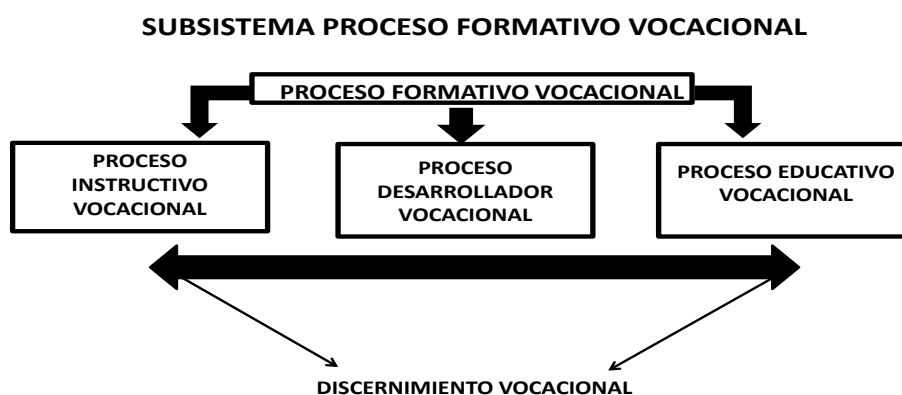 SUBSISTEMA PROCESO FORMATIVO VOCACIONAL
PROCESO FORMATIVO VOCACIONAL
PROCESO
INSTRUCTIVO
VOCACIONAL
PROCESO
DESARROLLADOR
VOCACIONAL
PROCESO EDUCATIVO
VOCACIONAL
DISCERNIMIENTO VOCACIONAL